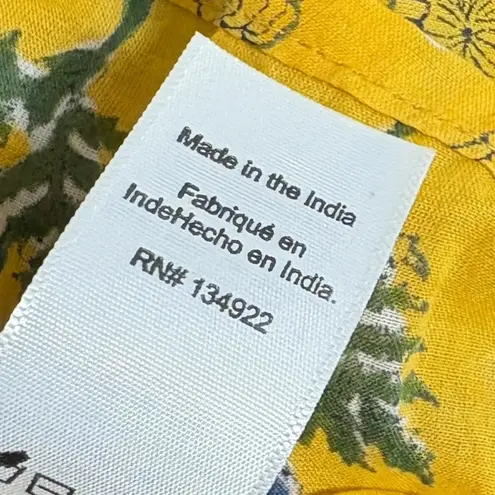 Made in the India
Fabriqué en
IndeHecho en India.
RN# 134922